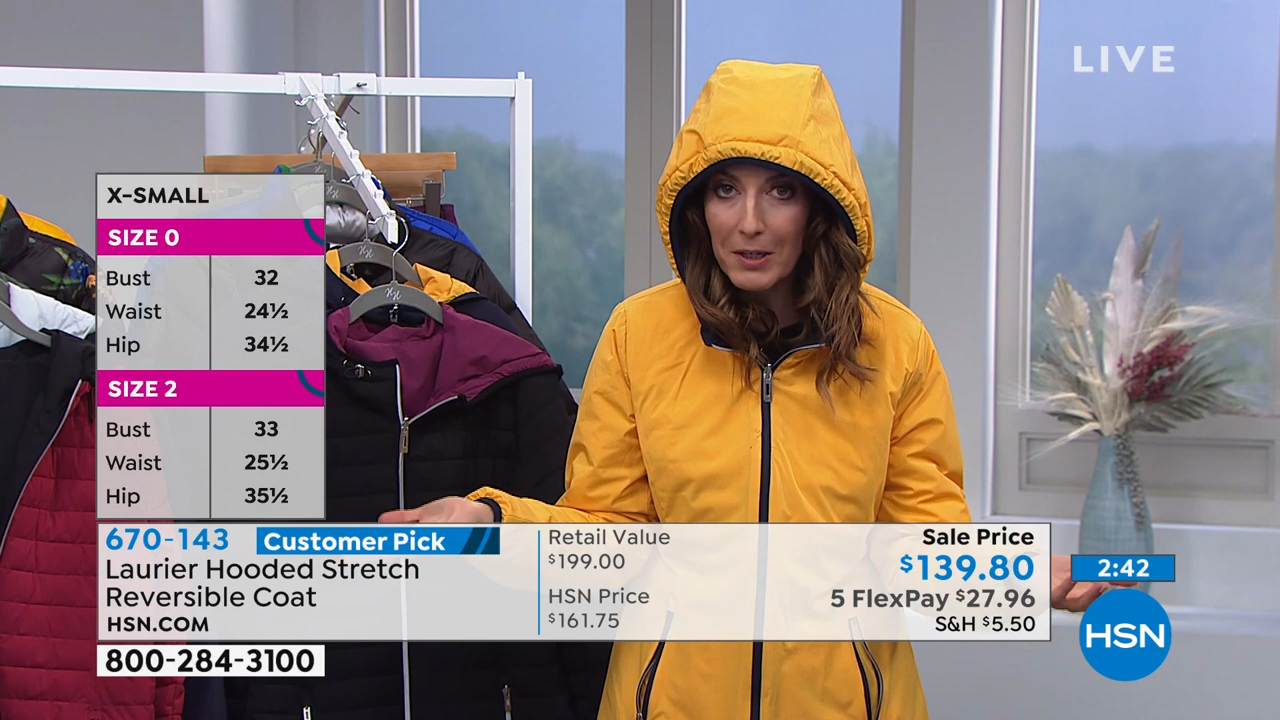 LIVE
X-SMALL
SIZE 0
Bust 32
Waist 24½
Hip 34½
SIZE 2
Bust 33
Waist 25½
Hip 35½
670-143 Customer Pick
Laurier Hooded Stretch
Reversible Coat
HSN.COM
Retail Value
$199.00
HSN Price
$161.75
Sale Price
$139.80
5 FlexPay $27.96
S&H $5.50
2:42
HSN
800-284-3100